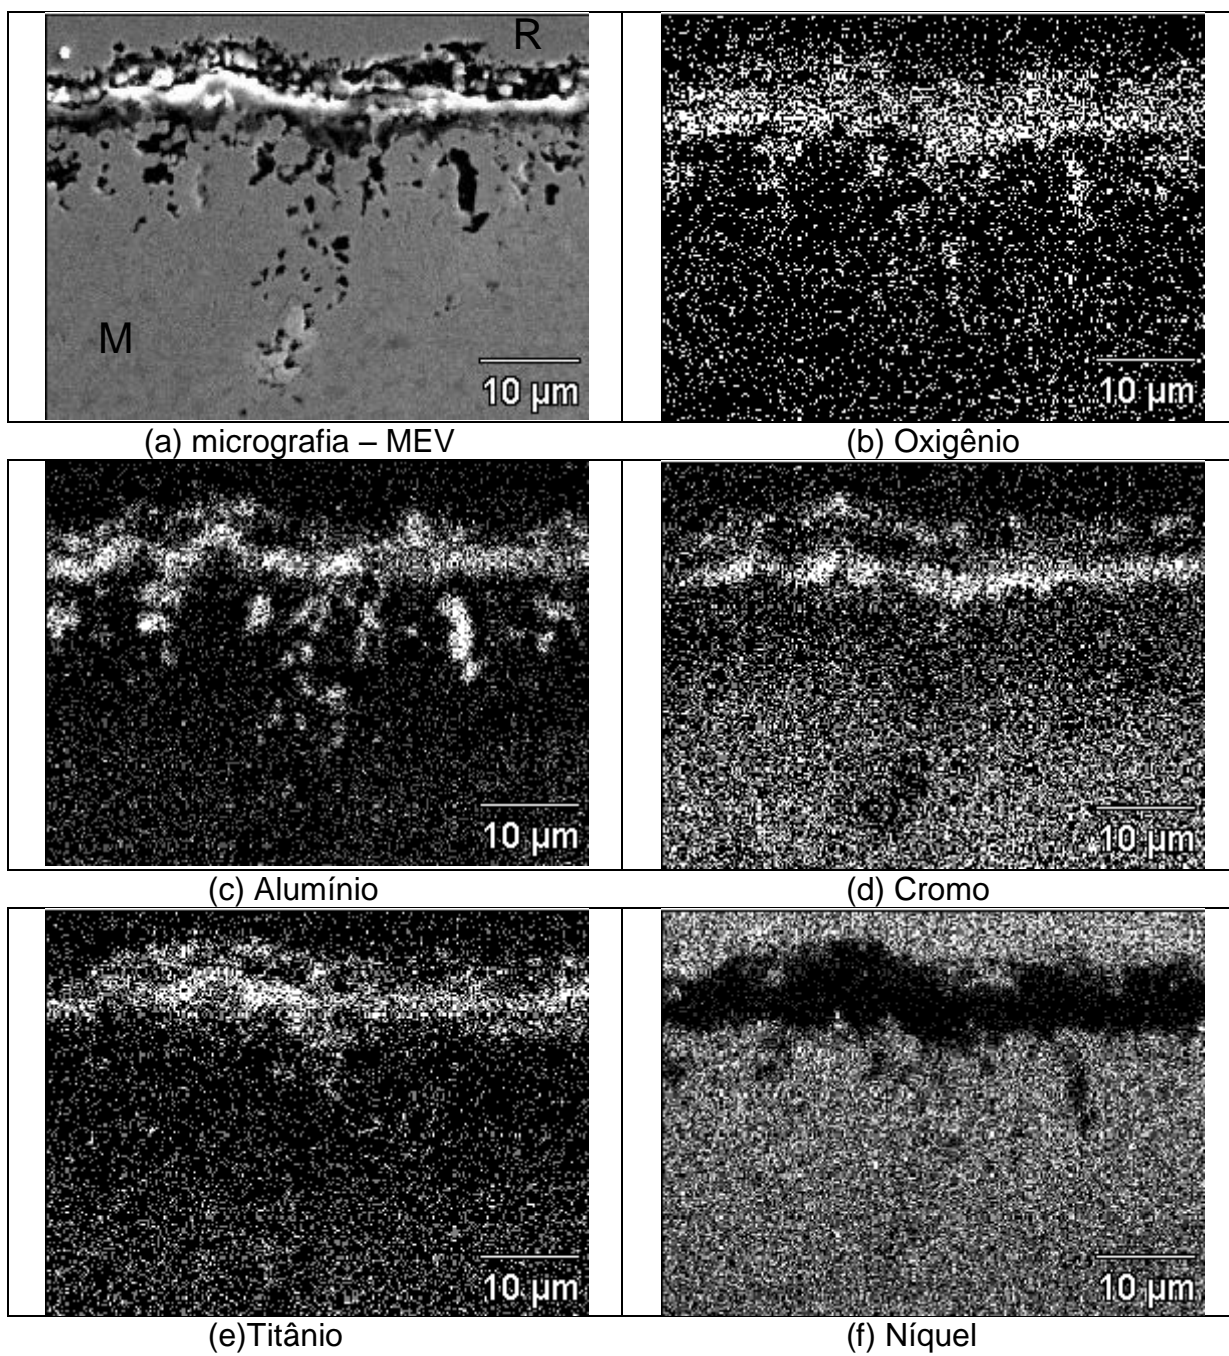 R
M
10 µm
10 µm
(a) micrografia – MEV
(b) Oxigênio
10 µm
10 µm
(c) Alumínio
(d) Cromo
10 µm
10 µm
(e)Titânio
(f) Níquel